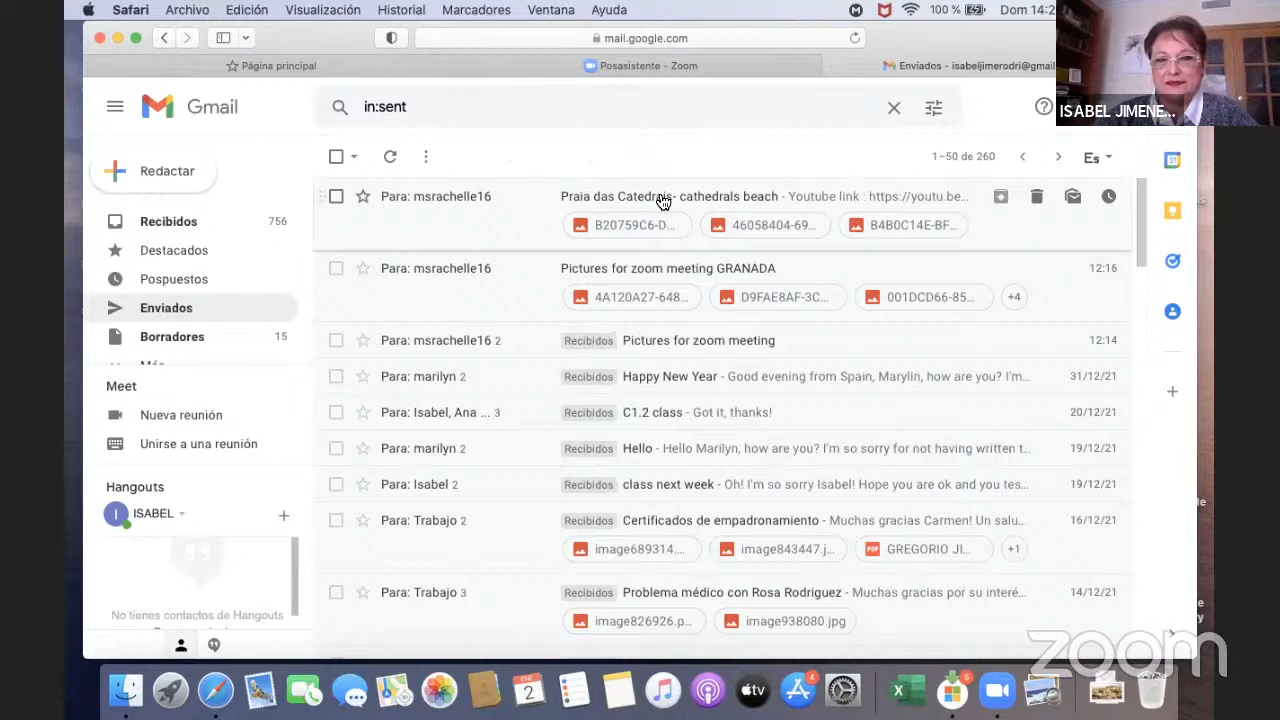 Safari Archivo Edición Visualización Historial Marcadores Ventana Ayuda 100 % Dom 14:2
mail.google.com
Página principal Posasistente - Zoom Enviados - isabeljimerodri@gmail
ISABEL JIMENE...
Gmail in:sent
Redactar 1–50 de 260 Es
Recibidos 756
Destacados
Pospuestos
Enviados
Borradores 15
Más
Meet
Nueva reunión
Unirse a una reunión
Hangouts
ISABEL
No tienes contactos de Hangouts
Para: msrachelle16 Praia das Catedrais- cathedrals beach - Youtube link : https://youtu.be...
B20759C6-D... 46058404-69... B4B0C14E-BF...
Para: msrachelle16 Pictures for zoom meeting GRANADA 12:16
4A120A27-648... D9FAE8AF-3C... 001DCD66-85... +4
Para: msrachelle16 2 Recibidos Pictures for zoom meeting 12:14
Para: marilyn 2 Recibidos Happy New Year - Good evening from Spain, Marylin, how are you? I'm... 31/12/21
Para: Isabel, Ana ... 3 Recibidos C1.2 class - Got it, thanks! 20/12/21
Para: marilyn 2 Recibidos Hello - Hello Marilyn, how are you? I'm so sorry for not having written t... 19/12/21
Para: Isabel 2 Recibidos class next week - Oh! I'm so sorry Isabel! Hope you are ok and you tes... 19/12/21
Para: Trabajo 2 Recibidos Certificados de empadronamiento - Muchas gracias Carmen! Un salu... 16/12/21
image689314.... image843447.j... PDF GREGORIO JI... +1
Para: Trabajo 3 Recibidos Problema médico con Rosa Rodriguez - Muchas gracias por su interé... 14/12/21
image826926.p... image938080.jpg
zoom
ENE 2 tv 4 5